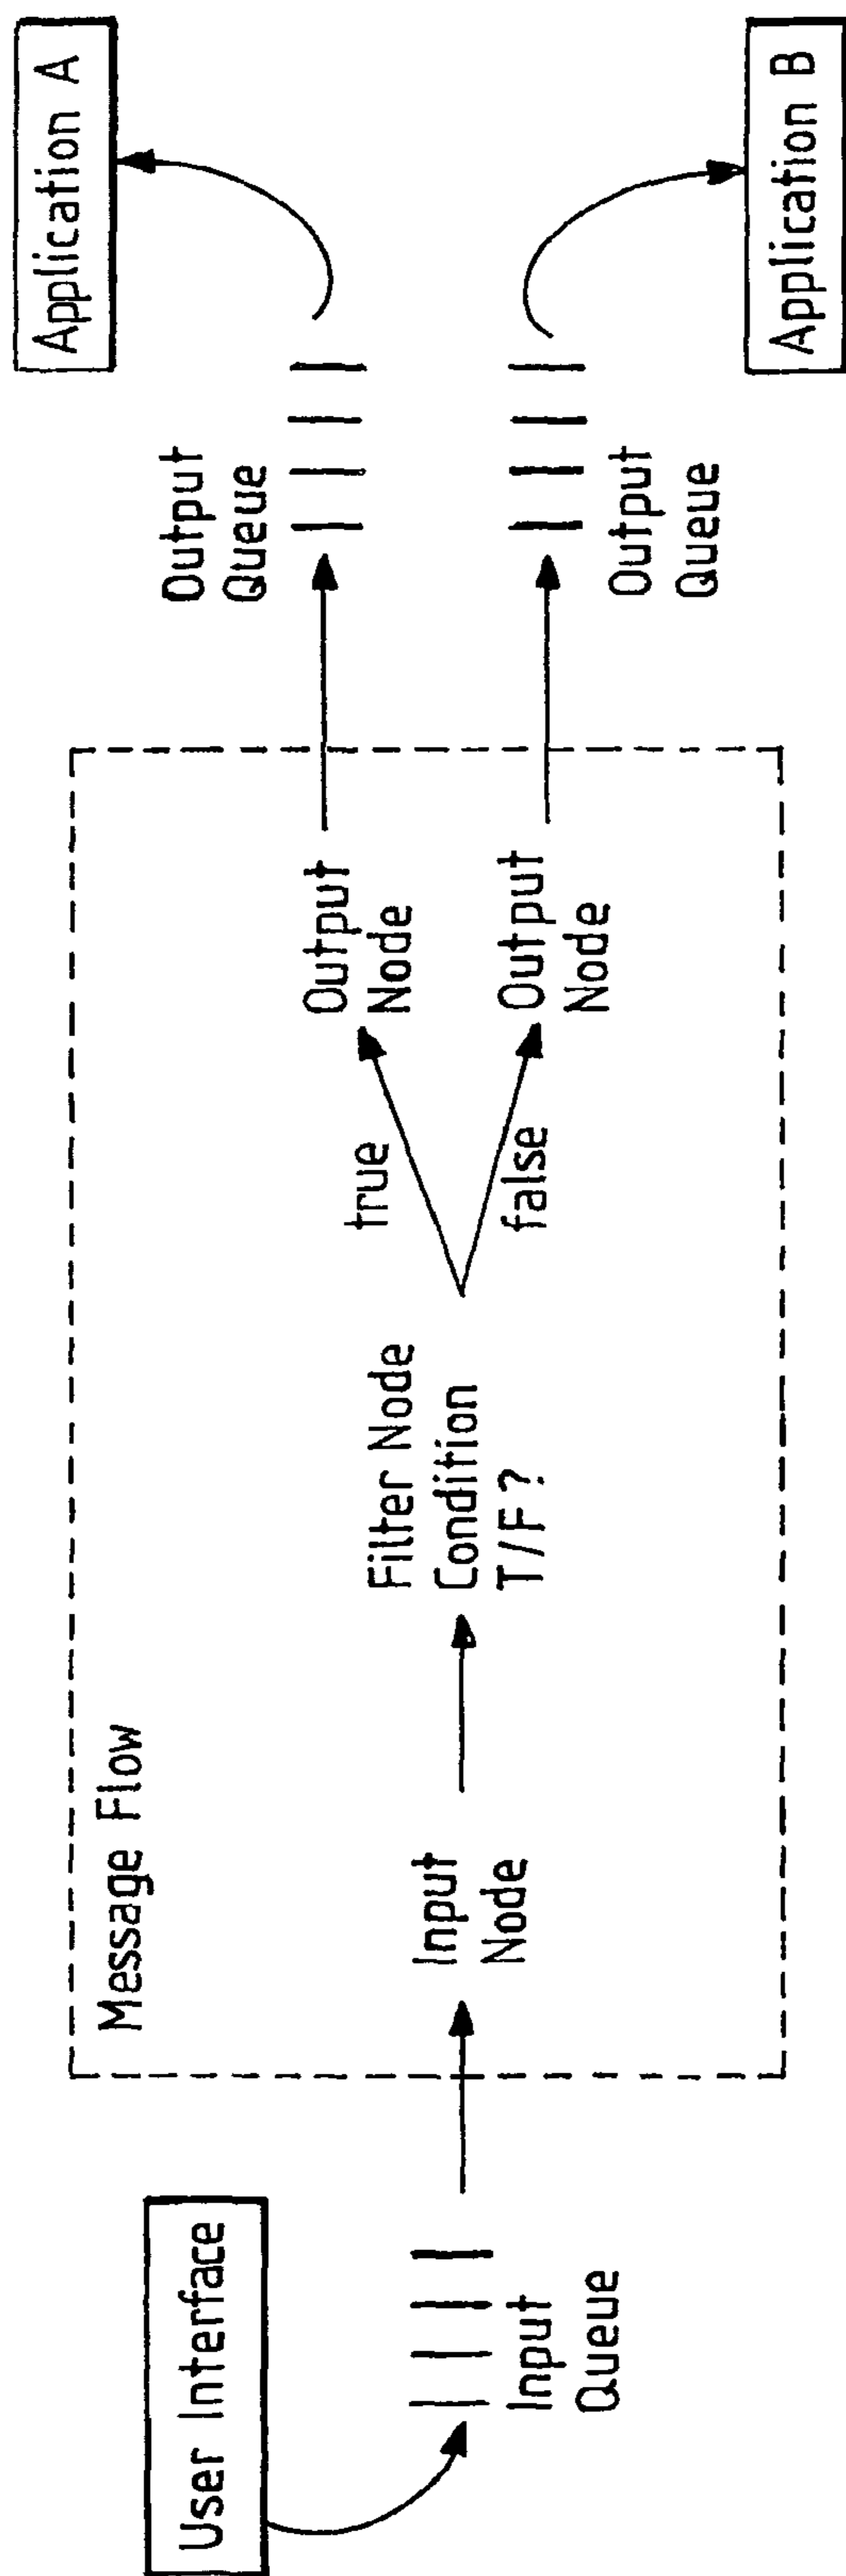 User Interface
Input
Queue
Message Flow
Input
Node
Filter Node
Condition
T/F?
true
false
Output
Node
Output
Node
Output
Queue
Output
Queue
Application A
Application B